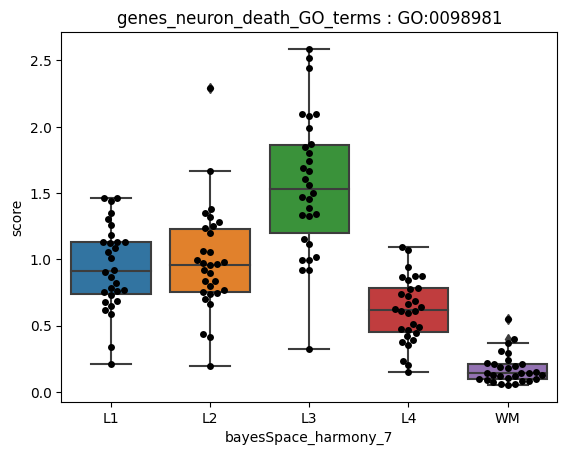 genes_neuron_death_GO_terms : GO:0098981
2.5
2.0
1.5
1.0
0.5
0.0
score
L1 L2 L3 L4 WM
bayesSpace_harmony_7